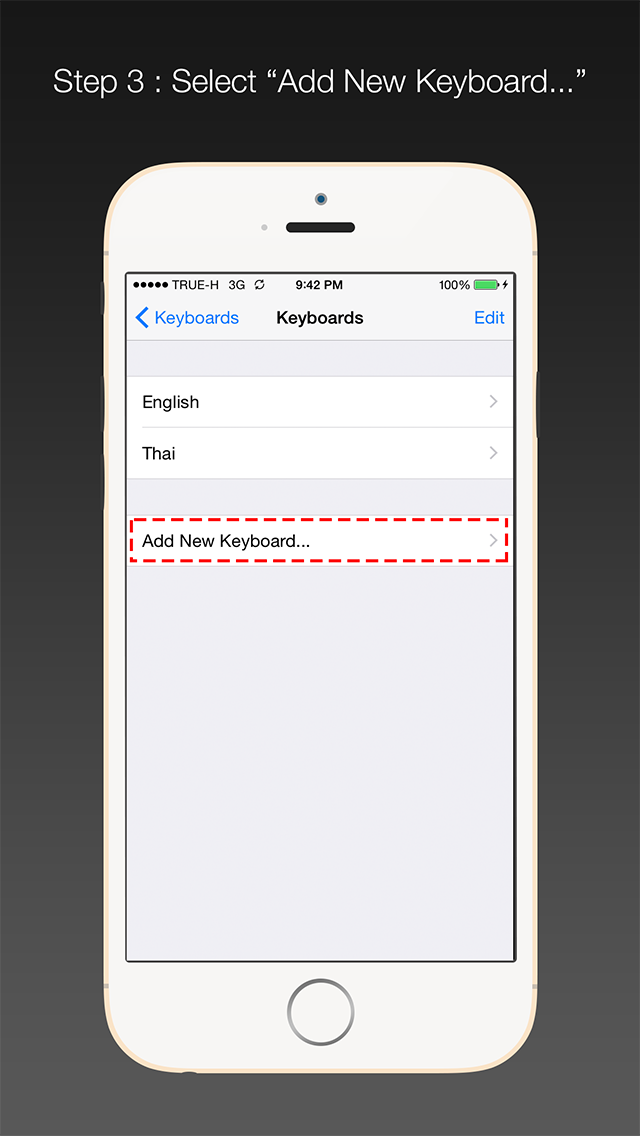 Step 3 : Select “Add New Keyboard...”
TRUE-H 3G 9:42 PM 100%
Keyboards Keyboards Edit
English
Thai
Add New Keyboard...